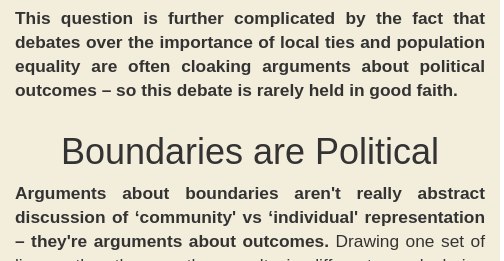 This question is further complicated by the fact that
debates over the importance of local ties and population
equality are often cloaking arguments about political
outcomes – so this debate is rarely held in good faith.
Boundaries are Political
Arguments about boundaries aren't really abstract
discussion of ‘community' vs ‘individual' representation
– they're arguments about outcomes. Drawing one set of